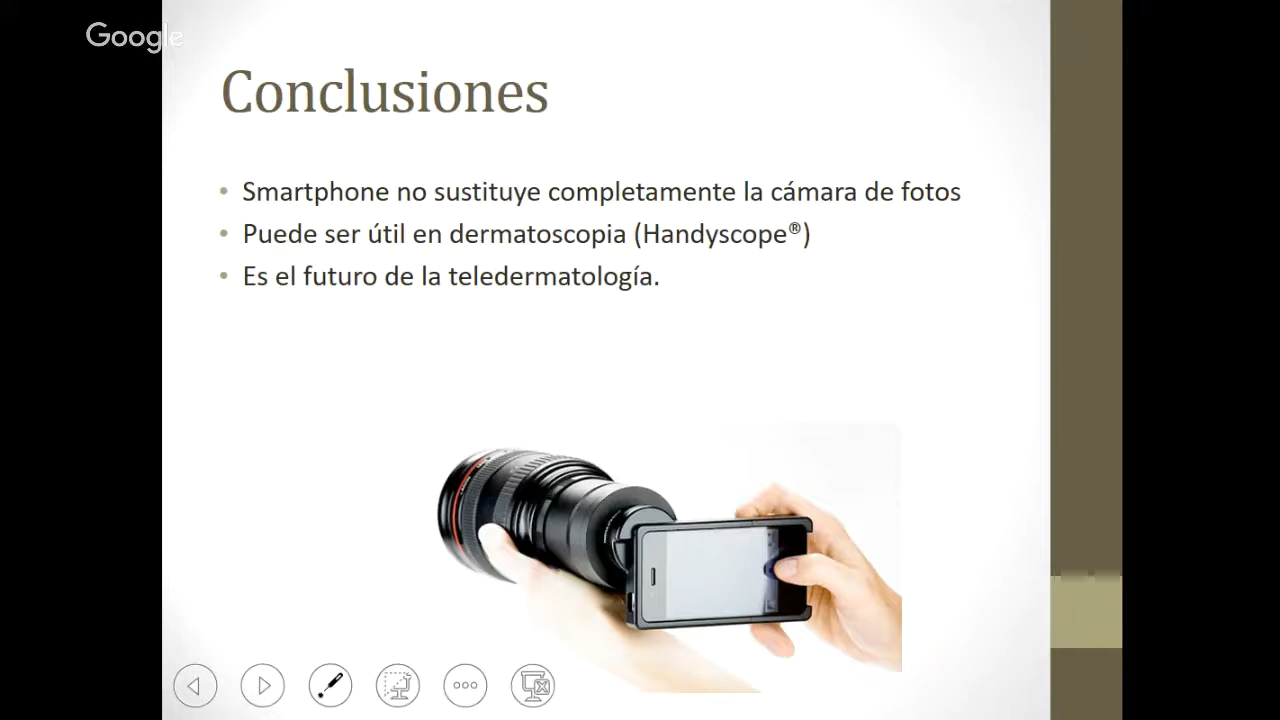 Google
Conclusiones
• Smartphone no sustituye completamente la cámara de fotos
• Puede ser útil en dermatoscopia (Handyscope®)
• Es el futuro de la teledermatología.